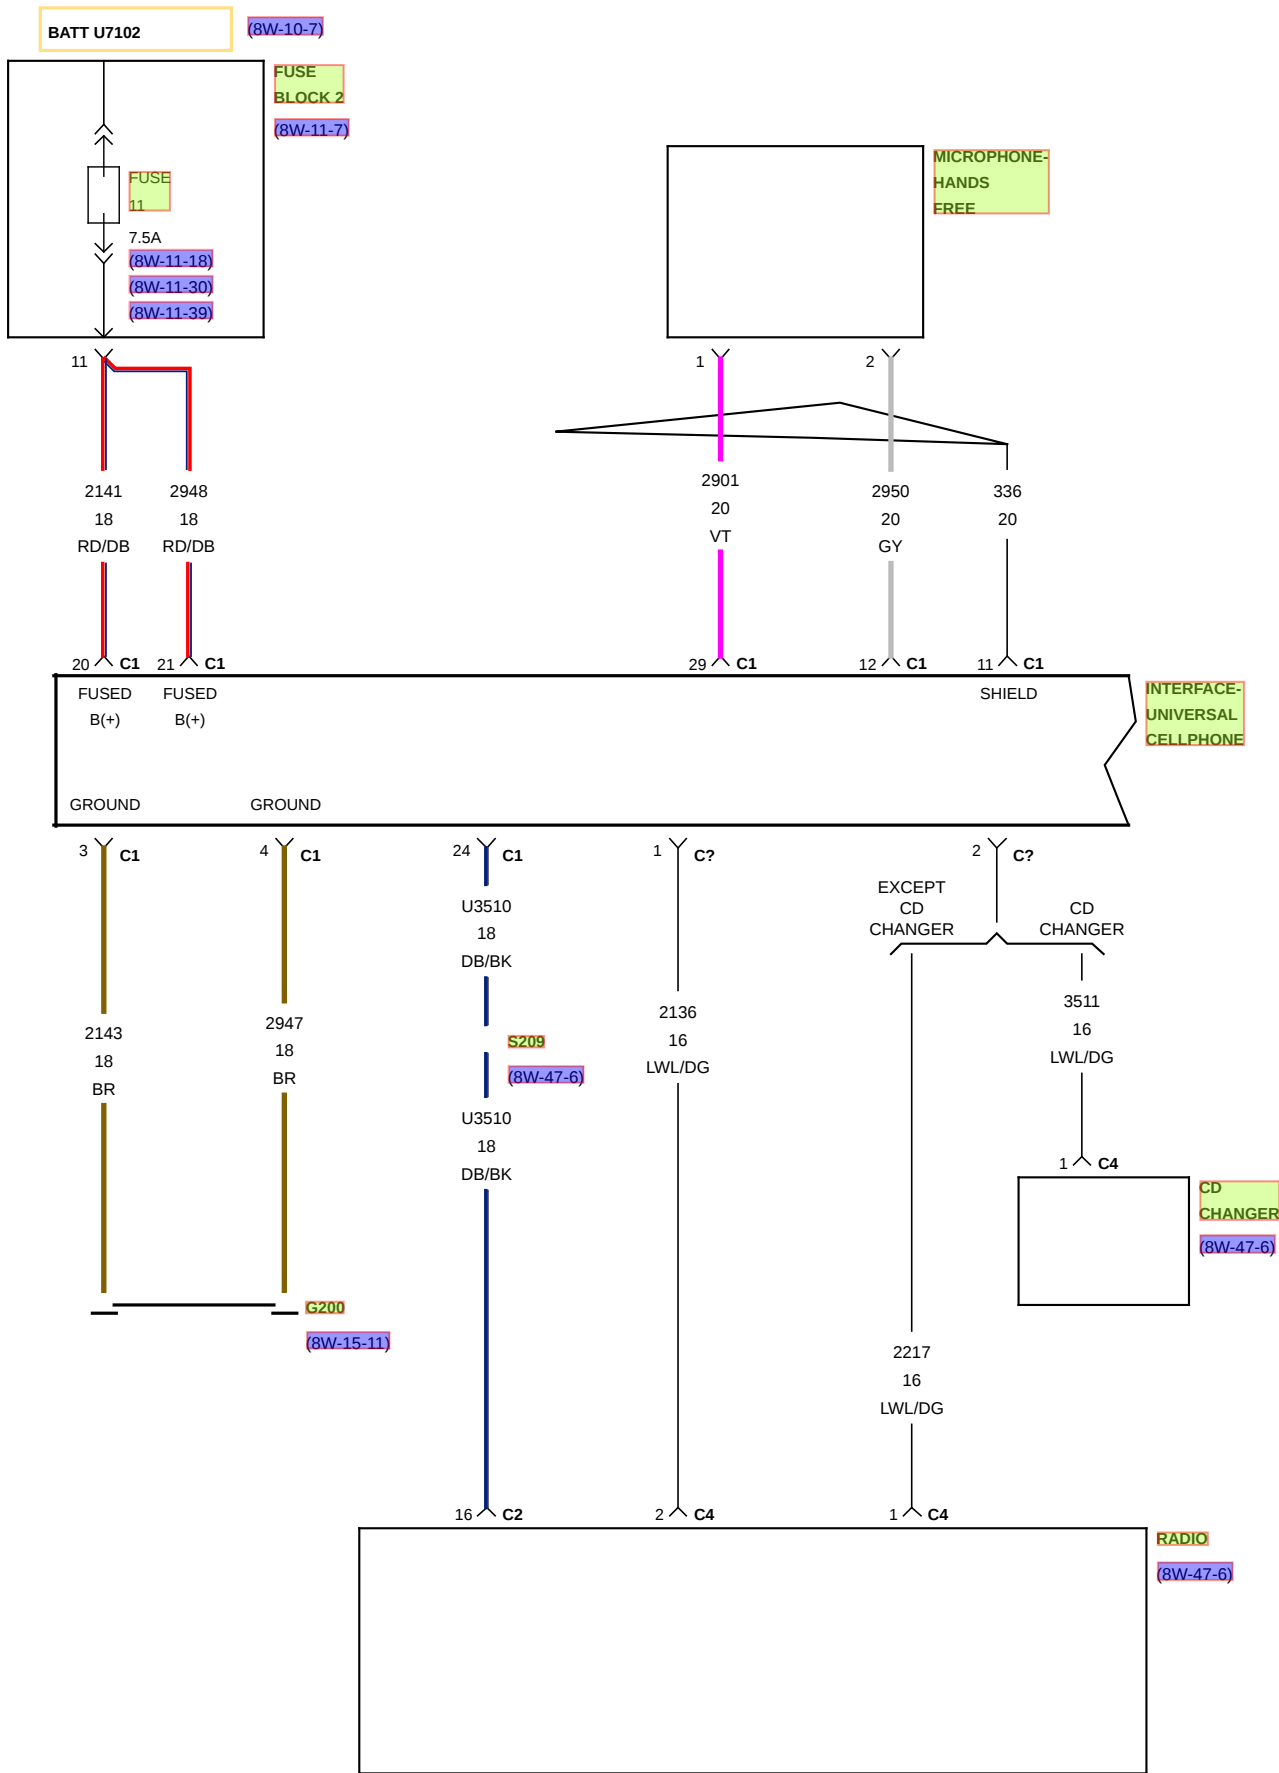 BATT U7102
(8W-10-7)
FUSE
BLOCK 2
(8W-11-7)
FUSE
11
7.5A
(8W-11-18)
(8W-11-30)
(8W-11-39)
MICROPHONE-
HANDS
FREE
11
1
2
2141
18
RD/DB
2948
18
RD/DB
2901
20
VT
2950
20
GY
336
20
20 C1
21 C1
29 C1
12 C1
11 C1
FUSED
B(+)
FUSED
B(+)
SHIELD
INTERFACE-
UNIVERSAL
CELLPHONE
GROUND
GROUND
3 C1
4 C1
24 C1
1 C?
2 C?
EXCEPT
CD
CHANGER
CD
CHANGER
U3510
18
DB/BK
2143
18
BR
2947
18
BR
S209
(8W-47-6)
2136
16
LWL/DG
3511
16
LWL/DG
U3510
18
DB/BK
1 C4
CD
CHANGER
(8W-47-6)
G200
(8W-15-11)
2217
16
LWL/DG
16 C2
2 C4
1 C4
RADIO
(8W-47-6)